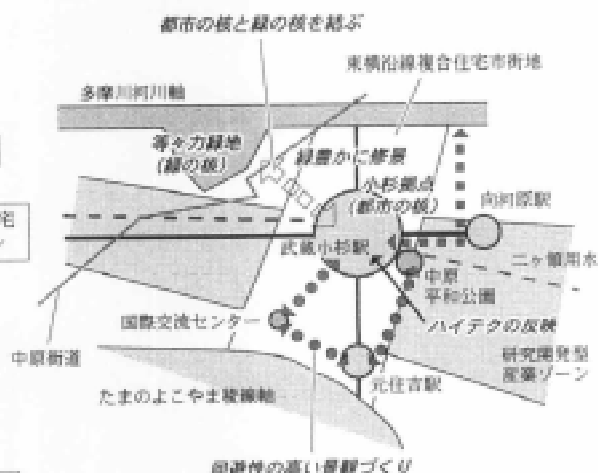 都市の核と緑の核を結ぶ
東横沿線複合住宅市街地
多摩川河川軸
等々力緑地
(緑の核)
緑豊かに修景
小杉拠点
(都市の核)
向河原駅
宅
武蔵小杉駅
二ヶ領用水
中原
平和公園
国際交流センター
ハイテクの反映
中原街道
研究開発型
産業ゾーン
元住吉駅
たまのよこやま稜線軸
回遊性の高い景観づくり